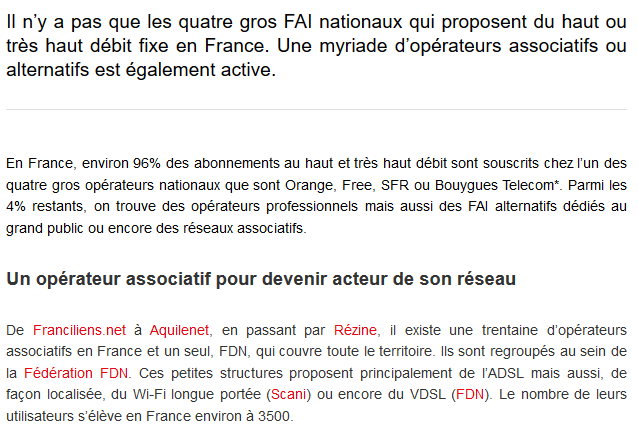 Il n’y a pas que les quatre gros FAI nationaux qui proposent du haut ou
très haut débit fixe en France. Une myriade d’opérateurs associatifs ou
alternatifs est également active.
En France, environ 96% des abonnements au haut et très haut débit sont souscrits chez l’un des
quatre gros opérateurs nationaux que sont Orange, Free, SFR ou Bouygues Telecom*. Parmi les
4% restants, on trouve des opérateurs professionnels mais aussi des FAI alternatifs dédiés au
grand public ou encore des réseaux associatifs.
Un opérateur associatif pour devenir acteur de son réseau
De Franciliens.net à Aquilenet, en passant par Rézine, il existe une trentaine d’opérateurs
associatifs en France et un seul, FDN, qui couvre toute le territoire. Ils sont regroupés au sein de
la Fédération FDN. Ces petites structures proposent principalement de l’ADSL mais aussi, de
façon localisée, du Wi-Fi longue portée (Scani) ou encore du VDSL (FDN). Le nombre de leurs
utilisateurs s’élève en France environ à 3500.